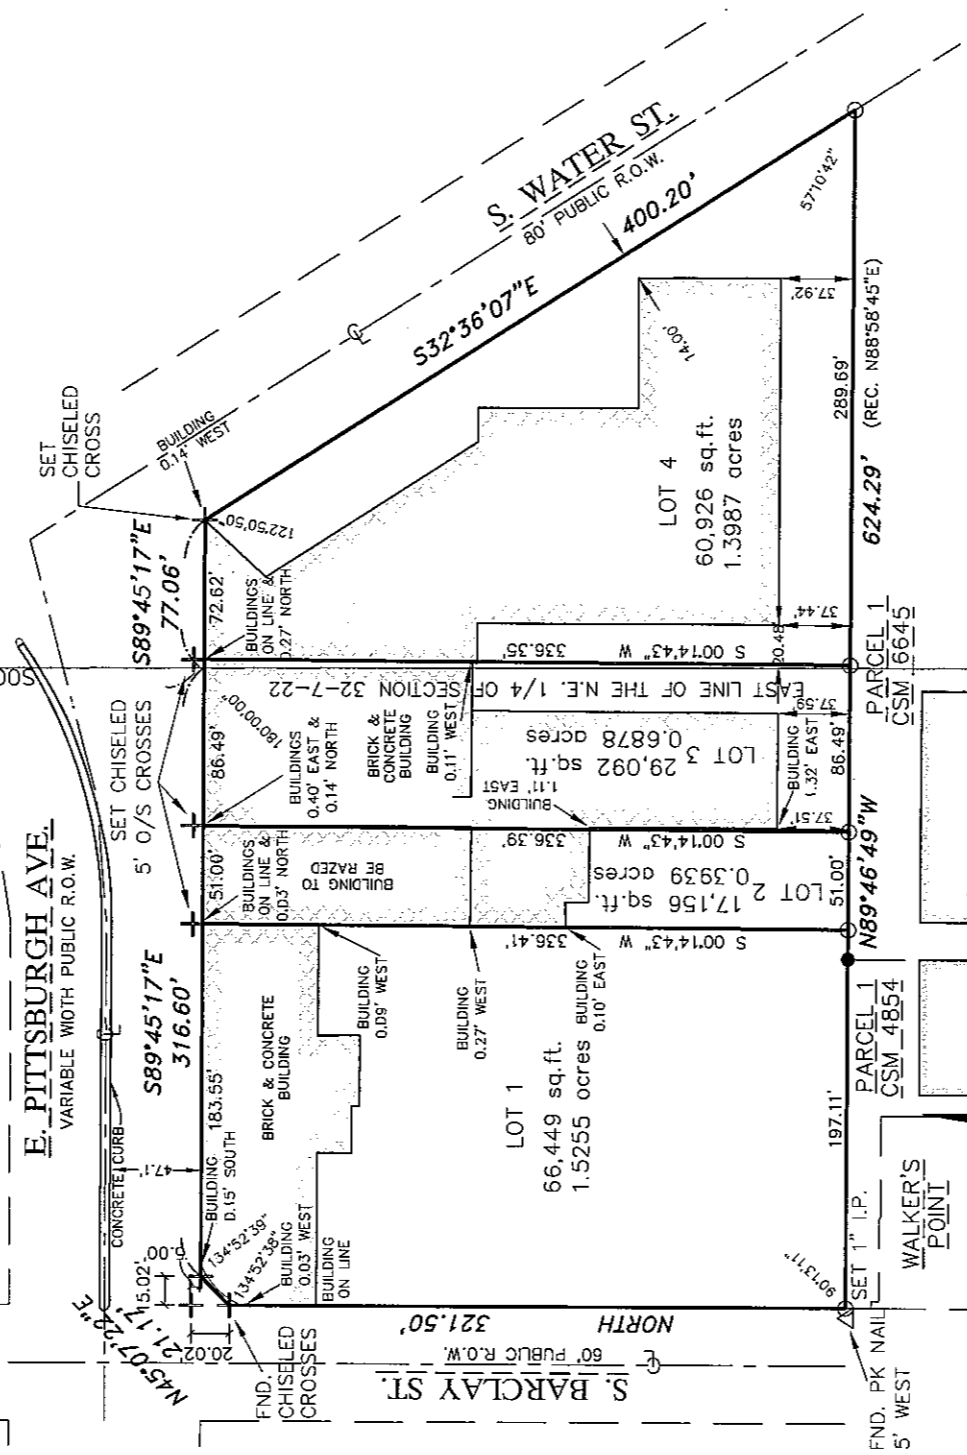 S. WATER ST.
80' PUBLIC R.O.W.
400.20'
S32°36'07"E
57°10'42"
SET
CHISELED
CROSS
BUILDING
0.14' WEST
122°50'50"
S89°45'17"E
77.06'
72.62'
BUILDINGS
ON LINE &
0.27' NORTH
14.00'
37.92'
LOT 4
60,926 sq.ft.
1.3987 acres
289.69'
624.29' (REC. N88°58'45"E)
37.44'
20.48
336.35'
S 00°14'43" W
EAST LINE OF THE N.E. 1/4 OF SECTION 32-7-22
PARCEL 1
CSM 6645
SOU
SET CHISELED
5' O/S CROSSES
180°00'00"
86.49'
BUILDINGS
0.40' EAST &
0.14' NORTH
BRICK &
CONCRETE
BUILDING
BUILDING
0.11' WEST
LOT 3
29,092 sq.ft.
0.6878 acres
BUILDING
1.11' EAST
37.59'
BUILDING
1.32' EAST
86.49'
37.51'
336.39'
S 00°14'43" W
E. PITTSBURGH AVE.
VARIABLE WIDTH PUBLIC R.O.W.
51.00'
BUILDINGS
ON LINE &
0.03' NORTH
BUILDING TO
BE RAZED
LOT 2
17,156 sq.ft.
0.3939 acres
51.00'
N89°46'49"W
336.41'
S 00°14'43" W
S89°45'17"E
316.60'
183.55'
BRICK & CONCRETE
BUILDING
BUILDING
0.09' WEST
BUILDING
0.27' WEST
BUILDING
0.10' EAST
LOT 1
66,449 sq.ft.
1.5255 acres
PARCEL 1
CSM 4854
197.11'
CONCRETE CURB
47.1'
BUILDING
0.15' SOUTH
134°52'39"
134°52'38"
BUILDING
0.03' WEST
BUILDING
ON LINE
15.02'
N45°07'22"E
21.17'
20.02'
FND.
CHISELED
CROSSES
NORTH
321.50'
90°13'11"
SET 1" I.P.
WALKER'S
POINT
S. BARCLAY ST.
60' PUBLIC R.O.W.
FND. PK NAIL
5' WEST